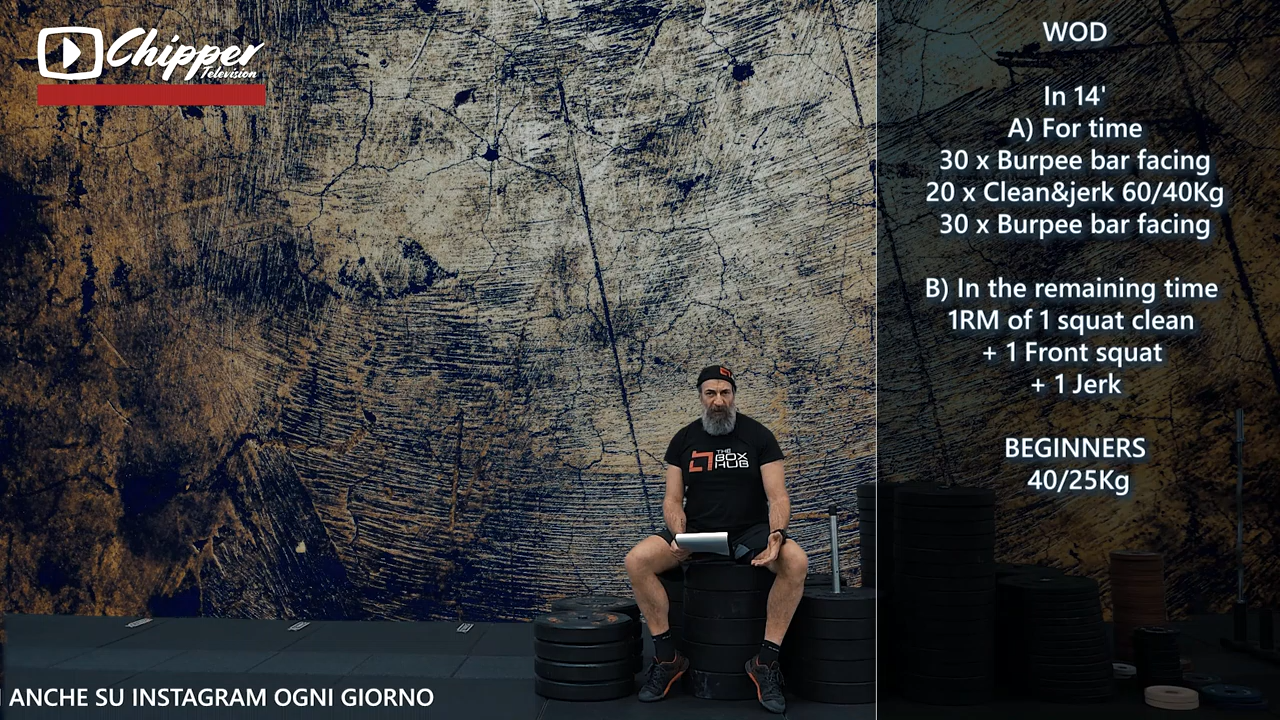 Chipper
Television
WOD
In 14'
A) For time
30 x Burpee bar facing
20 x Clean&jerk 60/40Kg
30 x Burpee bar facing
B) In the remaining time
1RM of 1 squat clean
+ 1 Front squat
+ 1 Jerk
BEGINNERS
40/25Kg
THE
BOX
HUB
ANCHE SU INSTAGRAM OGNI GIORNO